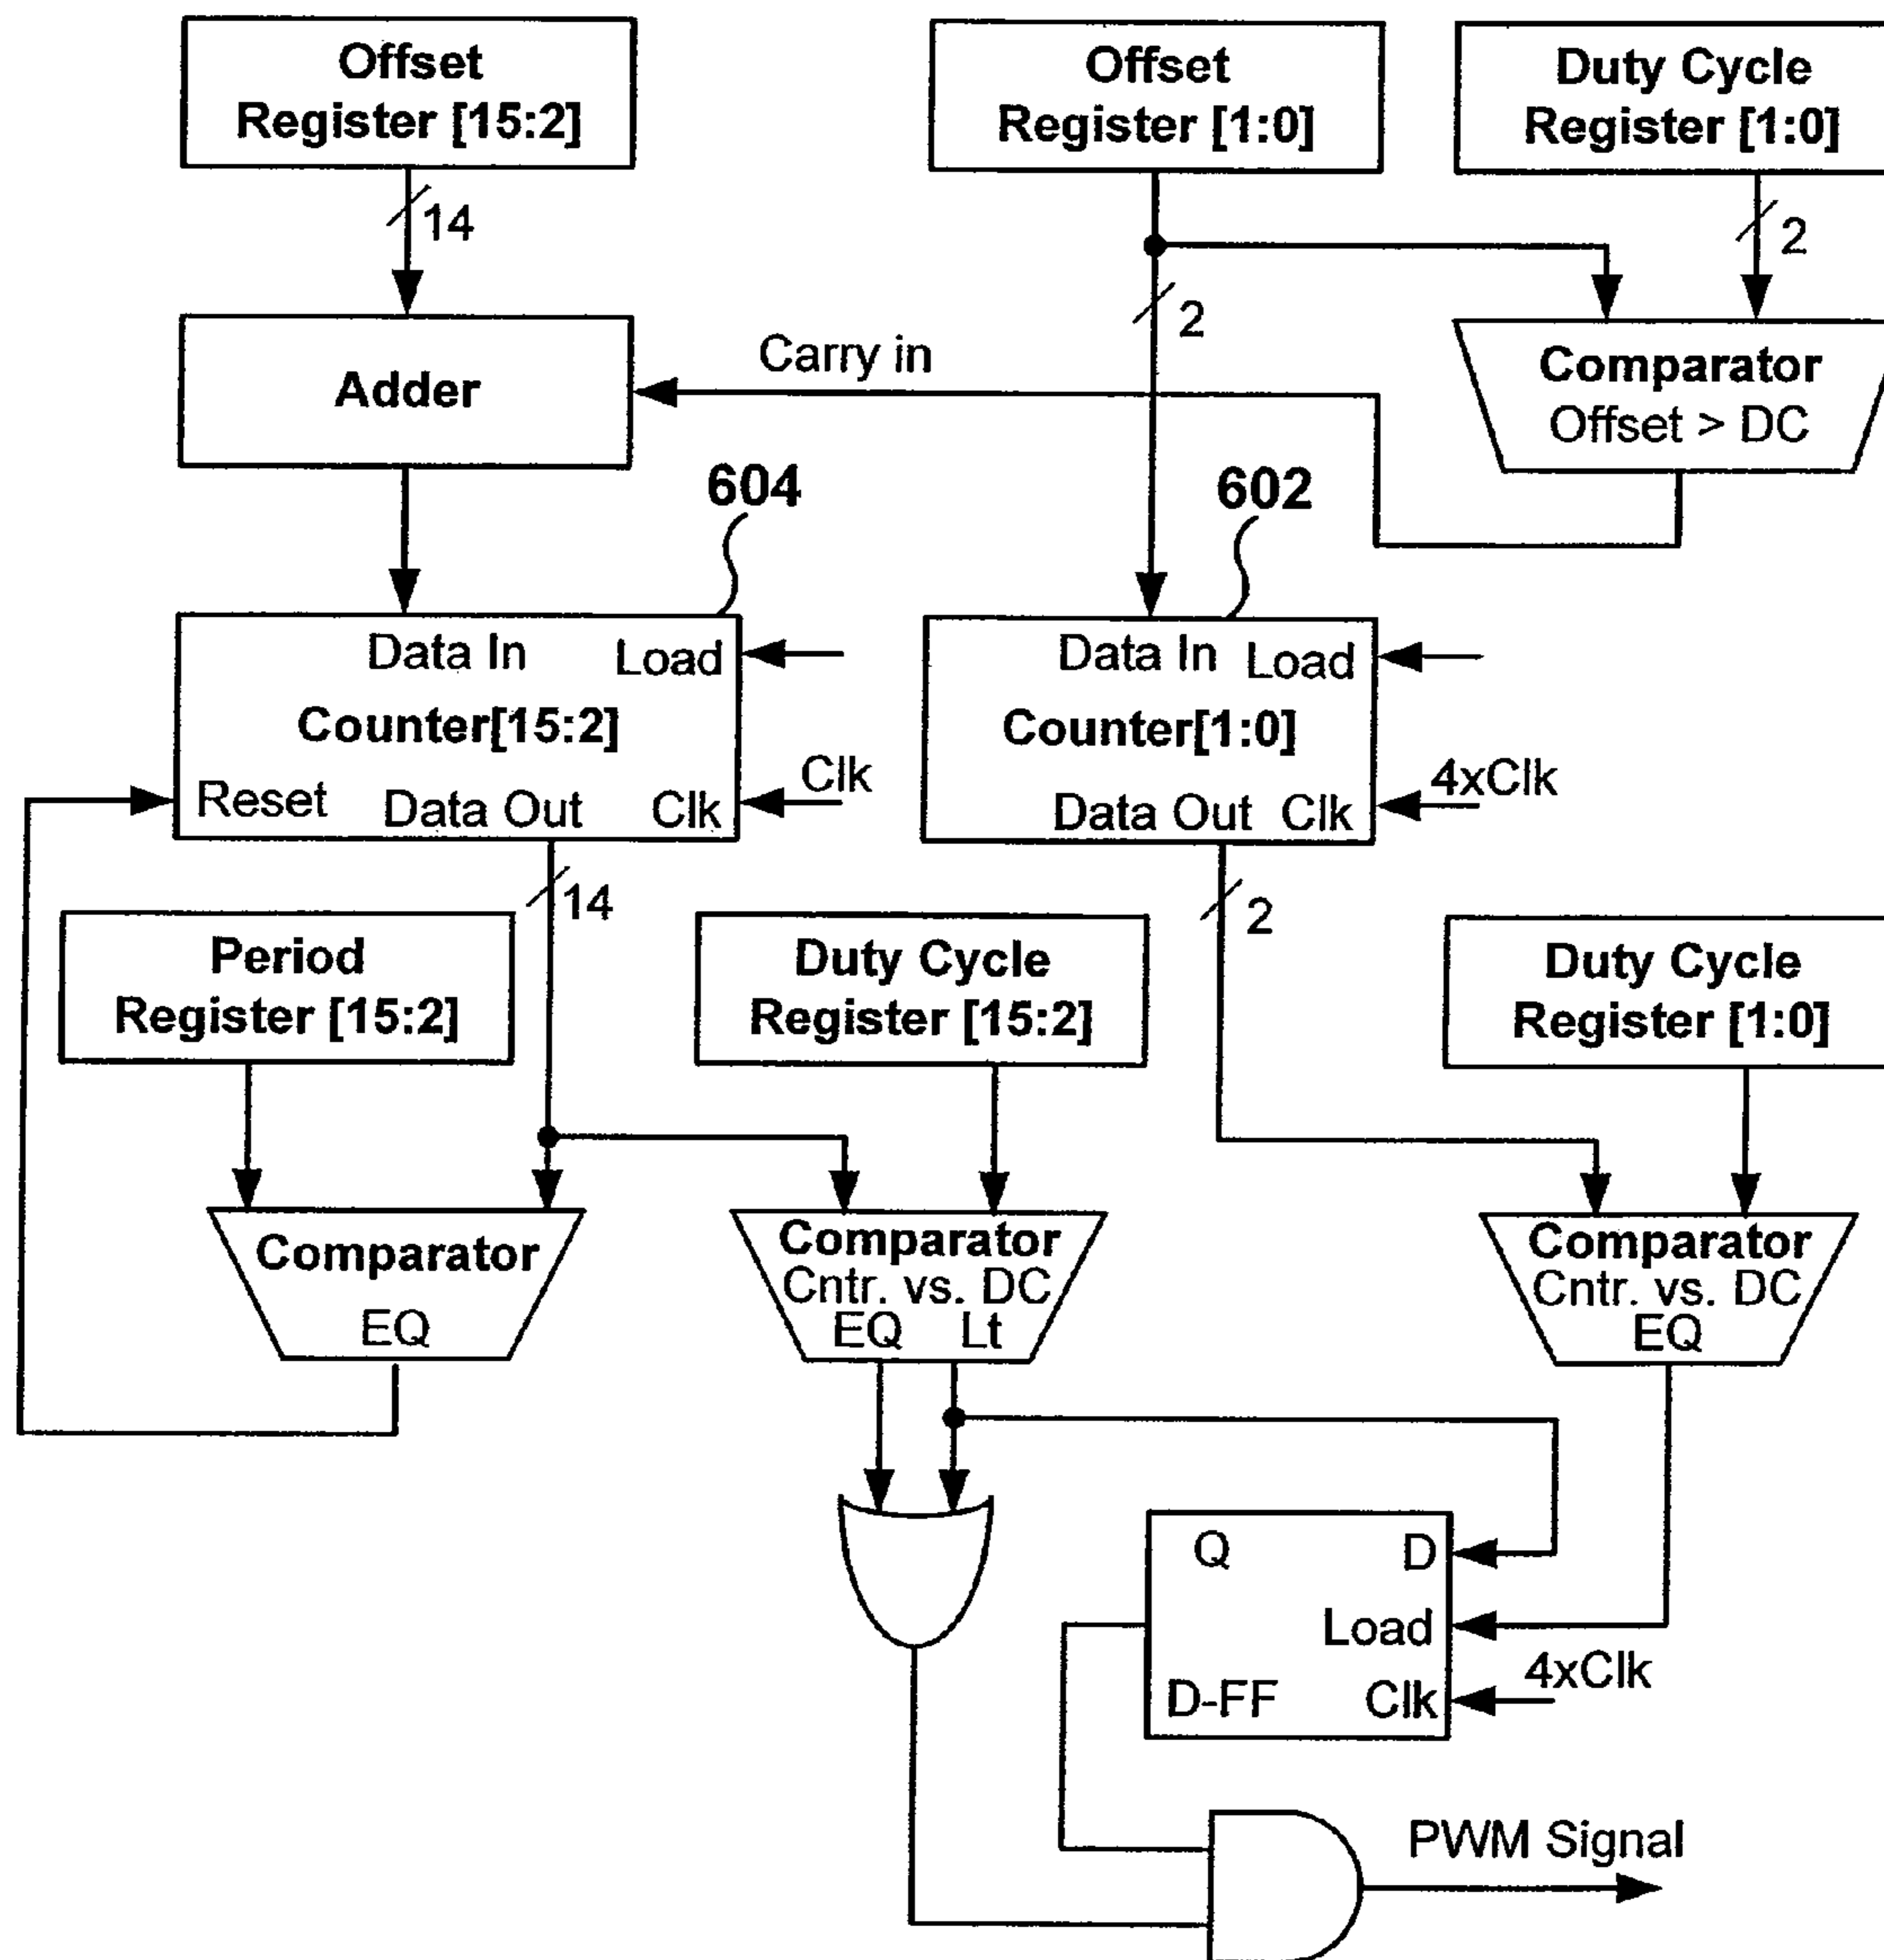 Offset
Register [15:2]
Offset
Register [1:0]
Duty Cycle
Register [1:0]
14
2
2
Adder
Carry in
Comparator
Offset > DC
604
602
Data In Load
Counter[15:2]
Clk
Reset Data Out Clk
Data In Load
Counter[1:0]
4xClk
Data Out Clk
14
2
Period
Register [15:2]
Duty Cycle
Register [15:2]
Duty Cycle
Register [1:0]
Comparator
EQ
Comparator
Cntr. vs. DC
EQ Lt
Comparator
Cntr. vs. DC
EQ
Q D
Load
4xClk
D-FF Clk
PWM Signal